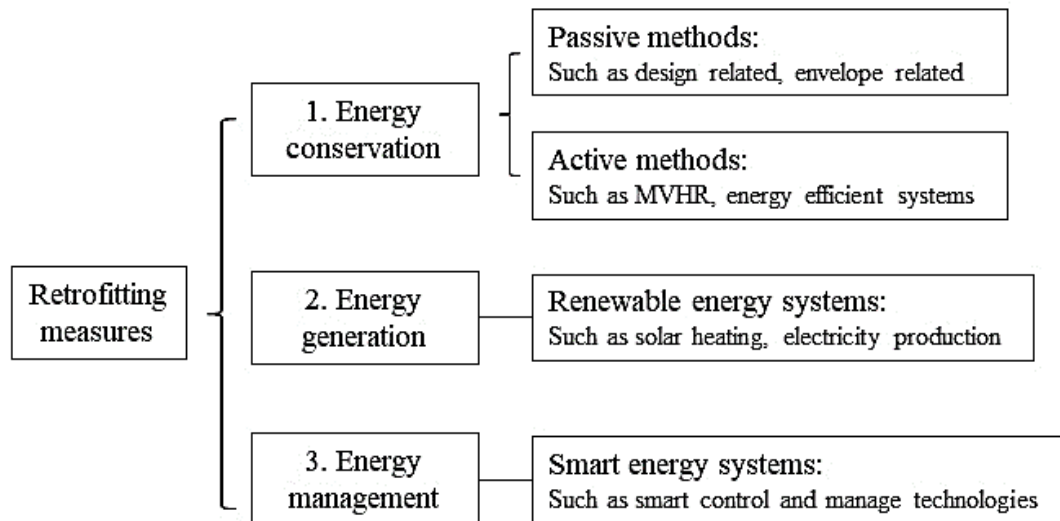 Retrofitting
measures
1. Energy
conservation
Passive methods:
Such as design related, envelope related
Active methods:
Such as MVHR, energy efficient systems
2. Energy
generation
Renewable energy systems:
Such as solar heating, electricity production
3. Energy
management
Smart energy systems:
Such as smart control and manage technologies